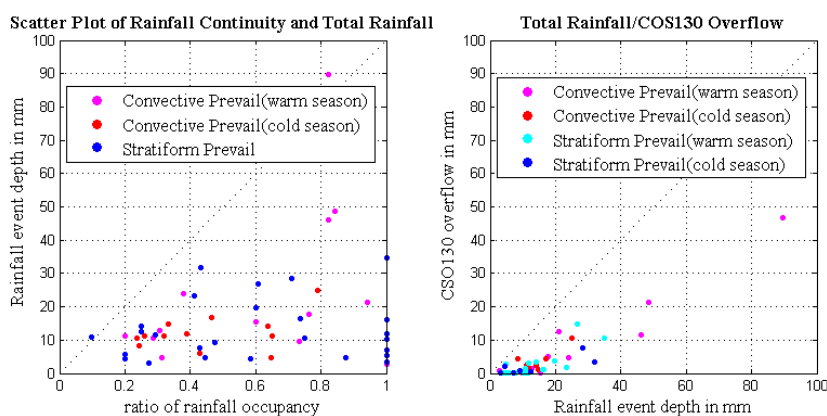 Scatter Plot of Rainfall Continuity and Total Rainfall
100
90
80
70
60
50
40
30
20
10
0
Rainfall event depth in mm
Convective Prevail(warm season)
Convective Prevail(cold season)
Stratiform Prevail
0 0.2 0.4 0.6 0.8 1
ratio of rainfall occupancy
Total Rainfall/COS130 Overflow
100
90
80
70
60
50
40
30
20
10
0
CSO130 overflow in mm
Convective Prevail(warm season)
Convective Prevail(cold season)
Stratiform Prevail(warm season)
Stratiform Prevail(cold season)
0 20 40 60 80 100
Rainfall event depth in mm